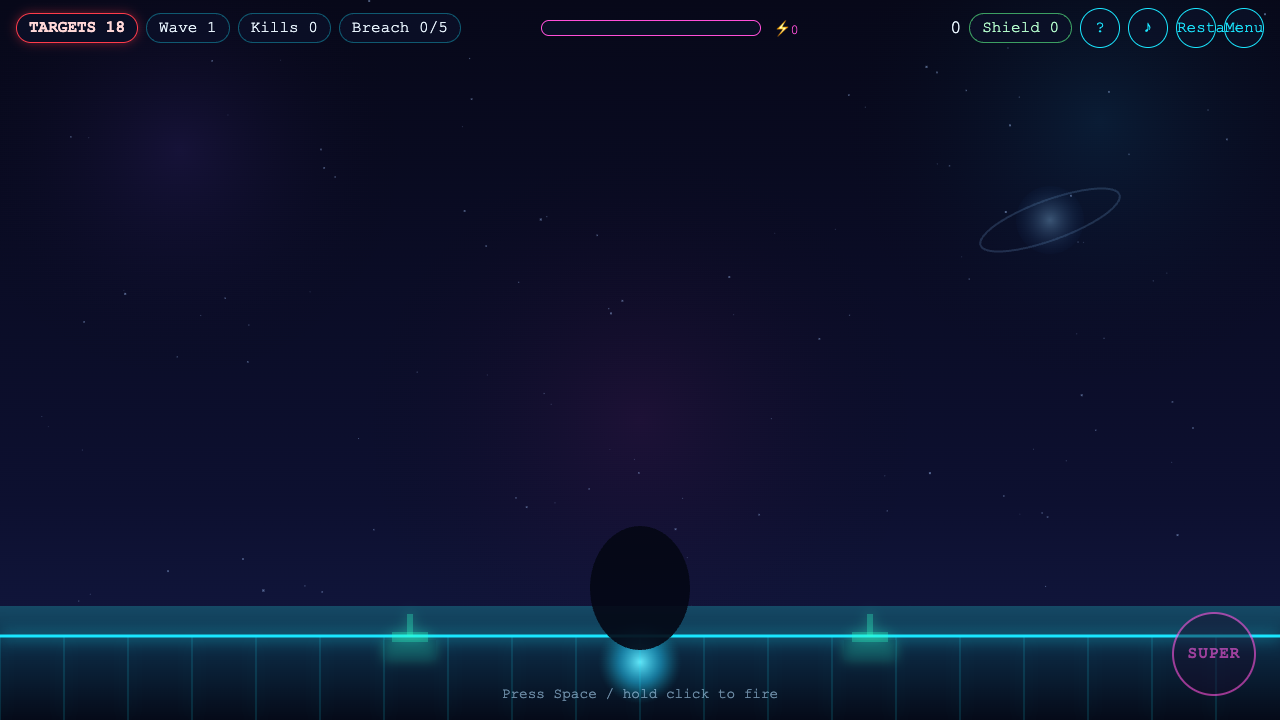 TARGETS 18 Wave 1 Kills 0 Breach 0/5 ⚡0 0 Shield 0 ? ♪ Resta Menu
SUPER
Press Space / hold click to fire